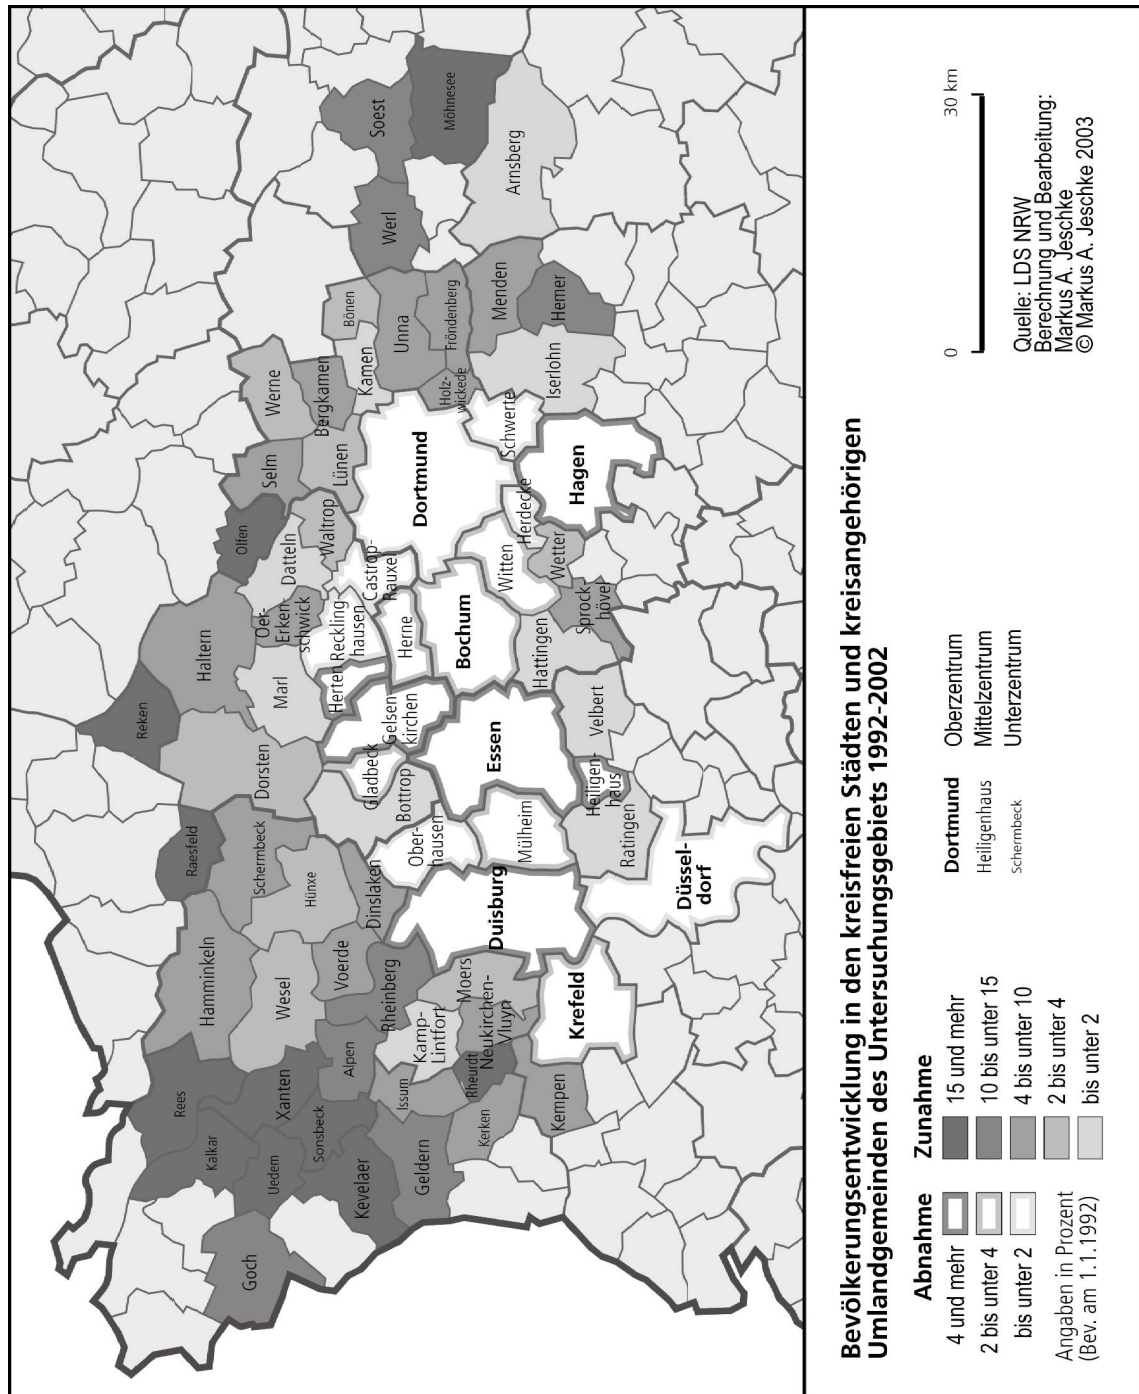 Goch
Kalkar
Rees
Uedem
Xanten
Sonsbeck
Kevelaer
Geldern
Issum
Alpen
Kerken
Rheurdt
Kempen
Hamminkeln
Wesel
Voerde
Rheinberg
Kamp-
Lintfort
Moers
Neukirchen-
Vluyn
Krefeld
Raesfeld
Schermbeck
Hünxe
Dinslaken
Duisburg
Ober-
hausen
Mülheim
Düssel-
dorf
Ratingen
Heiligen-
haus
Velbert
Reken
Dorsten
Bottrop
Gladbeck
Gelsen
kirchen
Essen
Haltern
Marl
Herten
Reckling
hausen
Oer-
Erken-
schwick
Herne
Bochum
Hattingen
Sprock-
hövel
Olfen
Datteln
Waltrop
Castrop-
Rauxel
Witten
Wetter
Herdecke
Dortmund
Hagen
Schwerte
Selm
Lünen
Werne
Bergkamen
Kamen
Bönen
Unna
Holz-
wickede
Fröndenberg
Menden
Hemer
Iserlohn
Werl
Soest
Möhnesee
Arnsberg
Bevölkerungsentwicklung in den kreisfreien Städten und kreisangehörigen
Umlandgemeinden des Untersuchungsgebiets 1992-2002
Abnahme
4 und mehr
2 bis unter 4
bis unter 2
Angaben in Prozent
(Bev. am 1.1.1992)
Zunahme
15 und mehr
10 bis unter 15
4 bis unter 10
2 bis unter 4
bis unter 2
Dortmund Oberzentrum
Heiligenhaus Mittelzentrum
Schermbeck Unterzentrum
0 30 km
Quelle: LDS NRW
Berechnung und Bearbeitung:
Markus A. Jeschke
© Markus A. Jeschke 2003